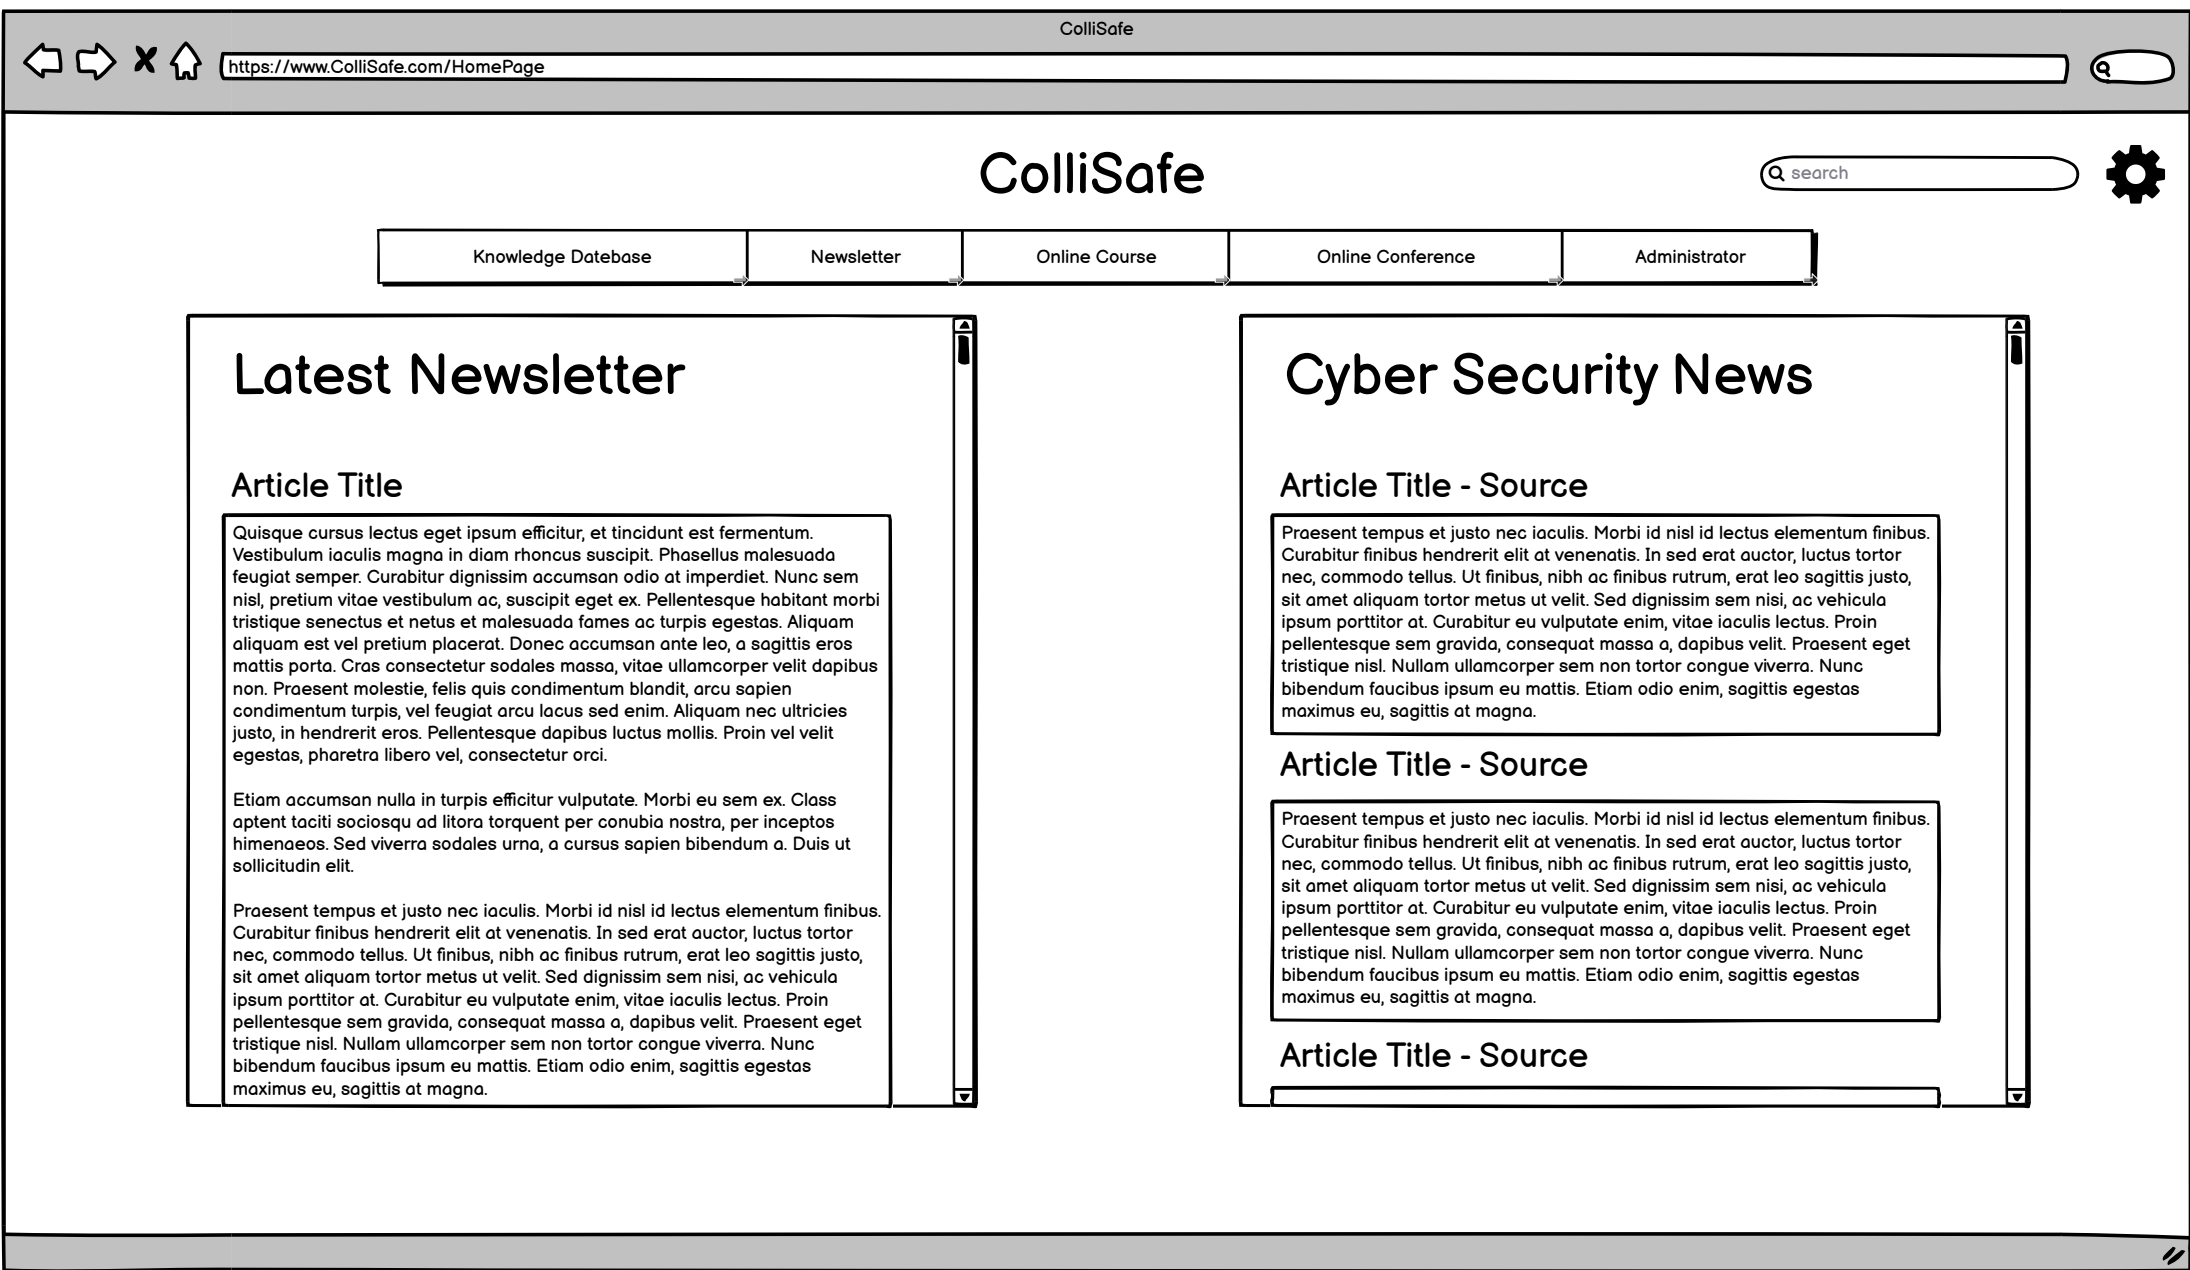 ColliSafe
https://www.ColliSafe.com/HomePage
ColliSafe
search
Knowledge Datebase
Newsletter
Online Course
Online Conference
Administrator
Latest Newsletter
Article Title
Quisque cursus lectus eget ipsum efficitur, et tincidunt est fermentum.
Vestibulum iaculis magna in diam rhoncus suscipit. Phasellus malesuada
feugiat semper. Curabitur dignissim accumsan odio at imperdiet. Nunc sem
nisl, pretium vitae vestibulum ac, suscipit eget ex. Pellentesque habitant morbi
tristique senectus et netus et malesuada fames ac turpis egestas. Aliquam
aliquam est vel pretium placerat. Donec accumsan ante leo, a sagittis eros
mattis porta. Cras consectetur sodales massa, vitae ullamcorper velit dapibus
non. Praesent molestie, felis quis condimentum blandit, arcu sapien
condimentum turpis, vel feugiat arcu lacus sed enim. Aliquam nec ultricies
justo, in hendrerit eros. Pellentesque dapibus luctus mollis. Proin vel velit
egestas, pharetra libero vel, consectetur orci.
Etiam accumsan nulla in turpis efficitur vulputate. Morbi eu sem ex. Class
aptent taciti sociosqu ad litora torquent per conubia nostra, per inceptos
himenaeos. Sed viverra sodales urna, a cursus sapien bibendum a. Duis ut
sollicitudin elit.
Praesent tempus et justo nec iaculis. Morbi id nisl id lectus elementum finibus.
Curabitur finibus hendrerit elit at venenatis. In sed erat auctor, luctus tortor
nec, commodo tellus. Ut finibus, nibh ac finibus rutrum, erat leo sagittis justo,
sit amet aliquam tortor metus ut velit. Sed dignissim sem nisi, ac vehicula
ipsum porttitor at. Curabitur eu vulputate enim, vitae iaculis lectus. Proin
pellentesque sem gravida, consequat massa a, dapibus velit. Praesent eget
tristique nisl. Nullam ullamcorper sem non tortor congue viverra. Nunc
bibendum faucibus ipsum eu mattis. Etiam odio enim, sagittis egestas
maximus eu, sagittis at magna.
Cyber Security News
Article Title - Source
Praesent tempus et justo nec iaculis. Morbi id nisl id lectus elementum finibus.
Curabitur finibus hendrerit elit at venenatis. In sed erat auctor, luctus tortor
nec, commodo tellus. Ut finibus, nibh ac finibus rutrum, erat leo sagittis justo,
sit amet aliquam tortor metus ut velit. Sed dignissim sem nisi, ac vehicula
ipsum porttitor at. Curabitur eu vulputate enim, vitae iaculis lectus. Proin
pellentesque sem gravida, consequat massa a, dapibus velit. Praesent eget
tristique nisl. Nullam ullamcorper sem non tortor congue viverra. Nunc
bibendum faucibus ipsum eu mattis. Etiam odio enim, sagittis egestas
maximus eu, sagittis at magna.
Article Title - Source
Praesent tempus et justo nec iaculis. Morbi id nisl id lectus elementum finibus.
Curabitur finibus hendrerit elit at venenatis. In sed erat auctor, luctus tortor
nec, commodo tellus. Ut finibus, nibh ac finibus rutrum, erat leo sagittis justo,
sit amet aliquam tortor metus ut velit. Sed dignissim sem nisi, ac vehicula
ipsum porttitor at. Curabitur eu vulputate enim, vitae iaculis lectus. Proin
pellentesque sem gravida, consequat massa a, dapibus velit. Praesent eget
tristique nisl. Nullam ullamcorper sem non tortor congue viverra. Nunc
bibendum faucibus ipsum eu mattis. Etiam odio enim, sagittis egestas
maximus eu, sagittis at magna.
Article Title - Source